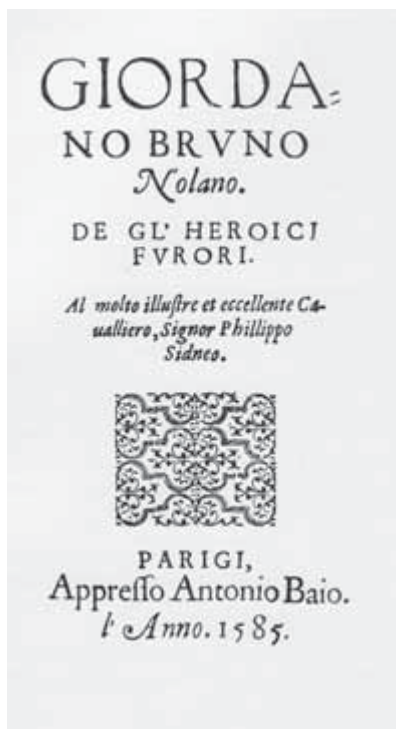 GIORDA=
NO BRVNO
Nolano.
DE GL' HEROICI
FVRORI.
Al molto illuſtre et eccellente Ca-
ualliero, Signor Phillippo
Sidneo.
PARIGI,
Appreſſo Antonio Baio.
l'Anno. 1585.